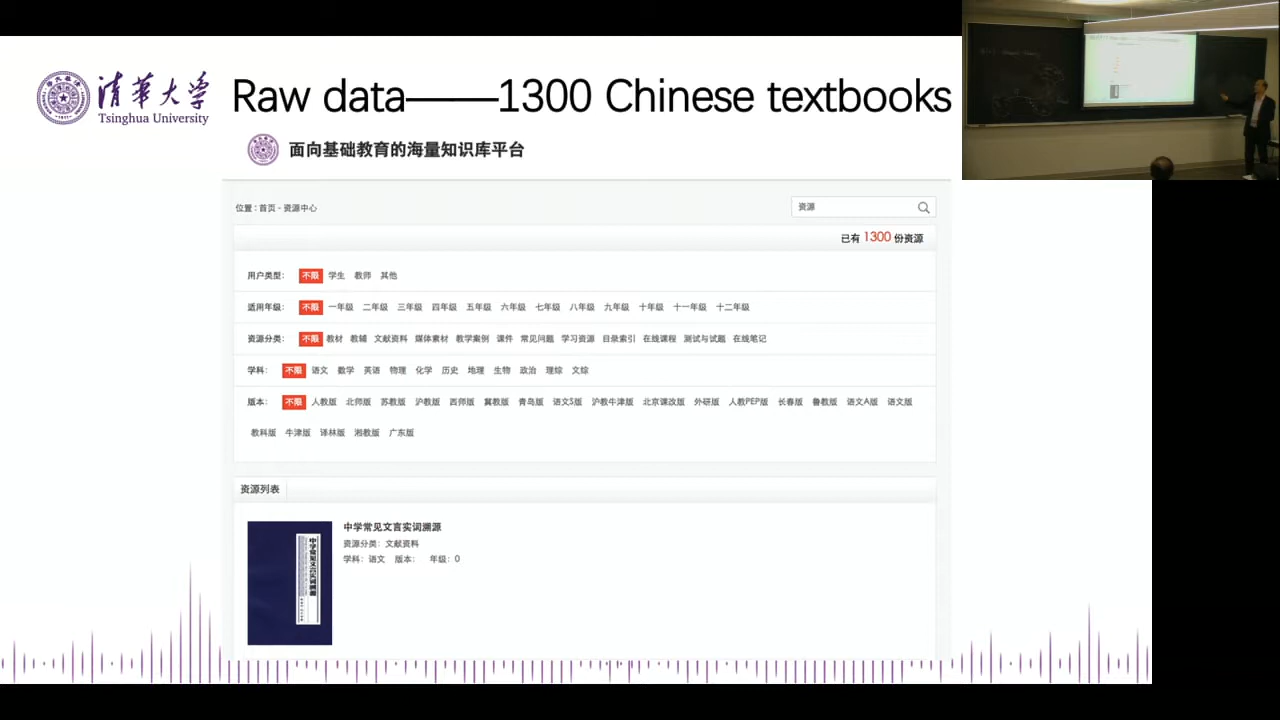 清华大学
Tsinghua University
Raw data——1300 Chinese textbooks
面向基础教育的海量知识库平台
位置：首页 - 资源中心
资源
已有 1300 份资源
用户类型： 不限 学生 教师 其他
适用年级： 不限 一年级 二年级 三年级 四年级 五年级 六年级 七年级 八年级 九年级 十年级 十一年级 十二年级
资源分类： 不限 教材 教辅 文献资料 媒体素材 教学案例 课件 常见问题 学习资源 目录索引 在线课程 测试与试题 在线笔记
学科： 不限 语文 数学 英语 物理 化学 历史 地理 生物 政治 理综 文综
版本： 不限 人教版 北师版 苏教版 沪教版 西师版 冀教版 青岛版 语文S版 沪教牛津版 北京课改版 外研版 人教PEP版 长春版 鲁教版 语文A版 语文版
教科版 牛津版 译林版 湘教版 广东版
资源列表
中学常见文言实词溯源
资源分类： 文献资料
学科： 语文 版本： 年级： 0
中学常见文言实词溯源